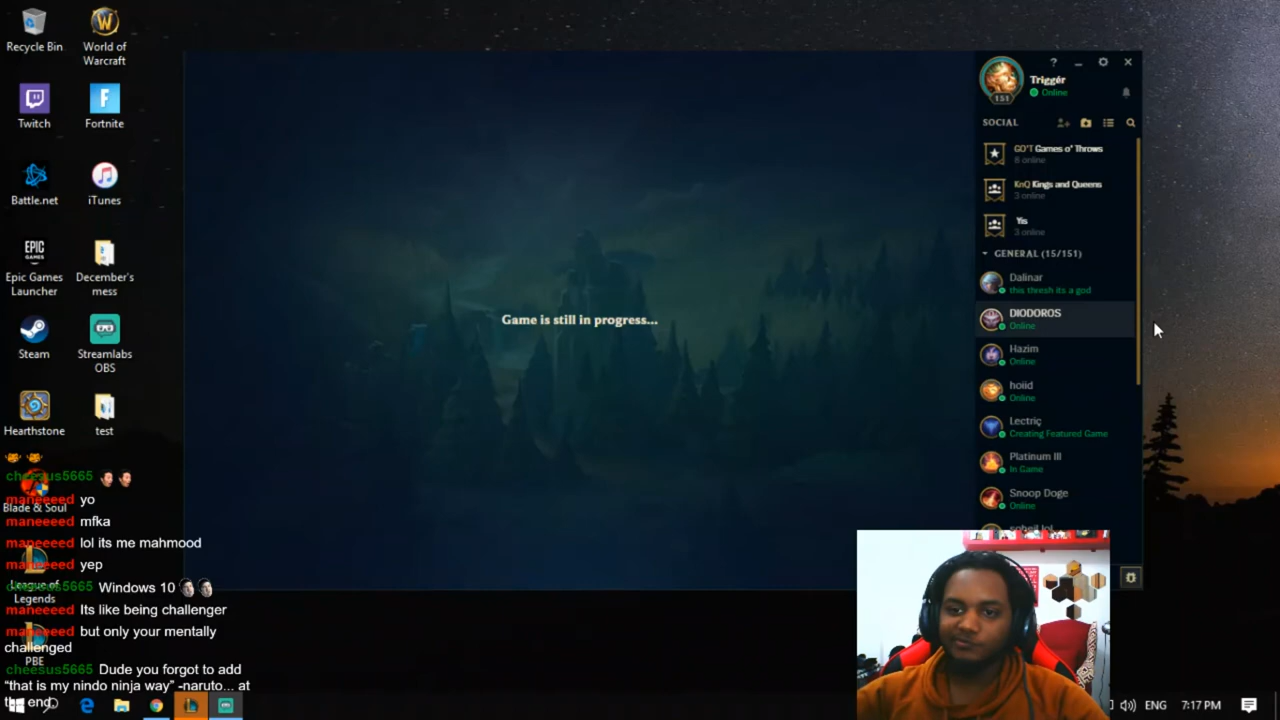 Recycle Bin
World of
Warcraft
Twitch
Fortnite
Battle.net
iTunes
EPIC
GAMES
Epic Games
Launcher
December's
mess
Steam
Streamlabs
OBS
Hearthstone
test
cheesus5665
Blade & Soul
maneeeed yo
maneeeed mfka
maneeeed lol its me mahmood
maneeeed yep
League of
Legends
cheesus5665 Windows 10
maneeeed Its like being challenger
maneeeed but only your mentally
challenged
PBE
cheesus5665 Dude you forgot to add
“that is my nindo ninja way” -naruto... at
the end
Game is still in progress...
?
151
Triggér
Online
SOCIAL
GO'T Games o' Throws
8 online
KnQ Kings and Queens
3 online
Yis
3 online
GENERAL (15/151)
Dalinar
this thresh its a god
DIODOROS
Online
Hazim
Online
hoiid
Online
Lectriç
Creating Featured Game
Platinum III
In Game
Snoop Doge
Online
ENG
7:17 PM